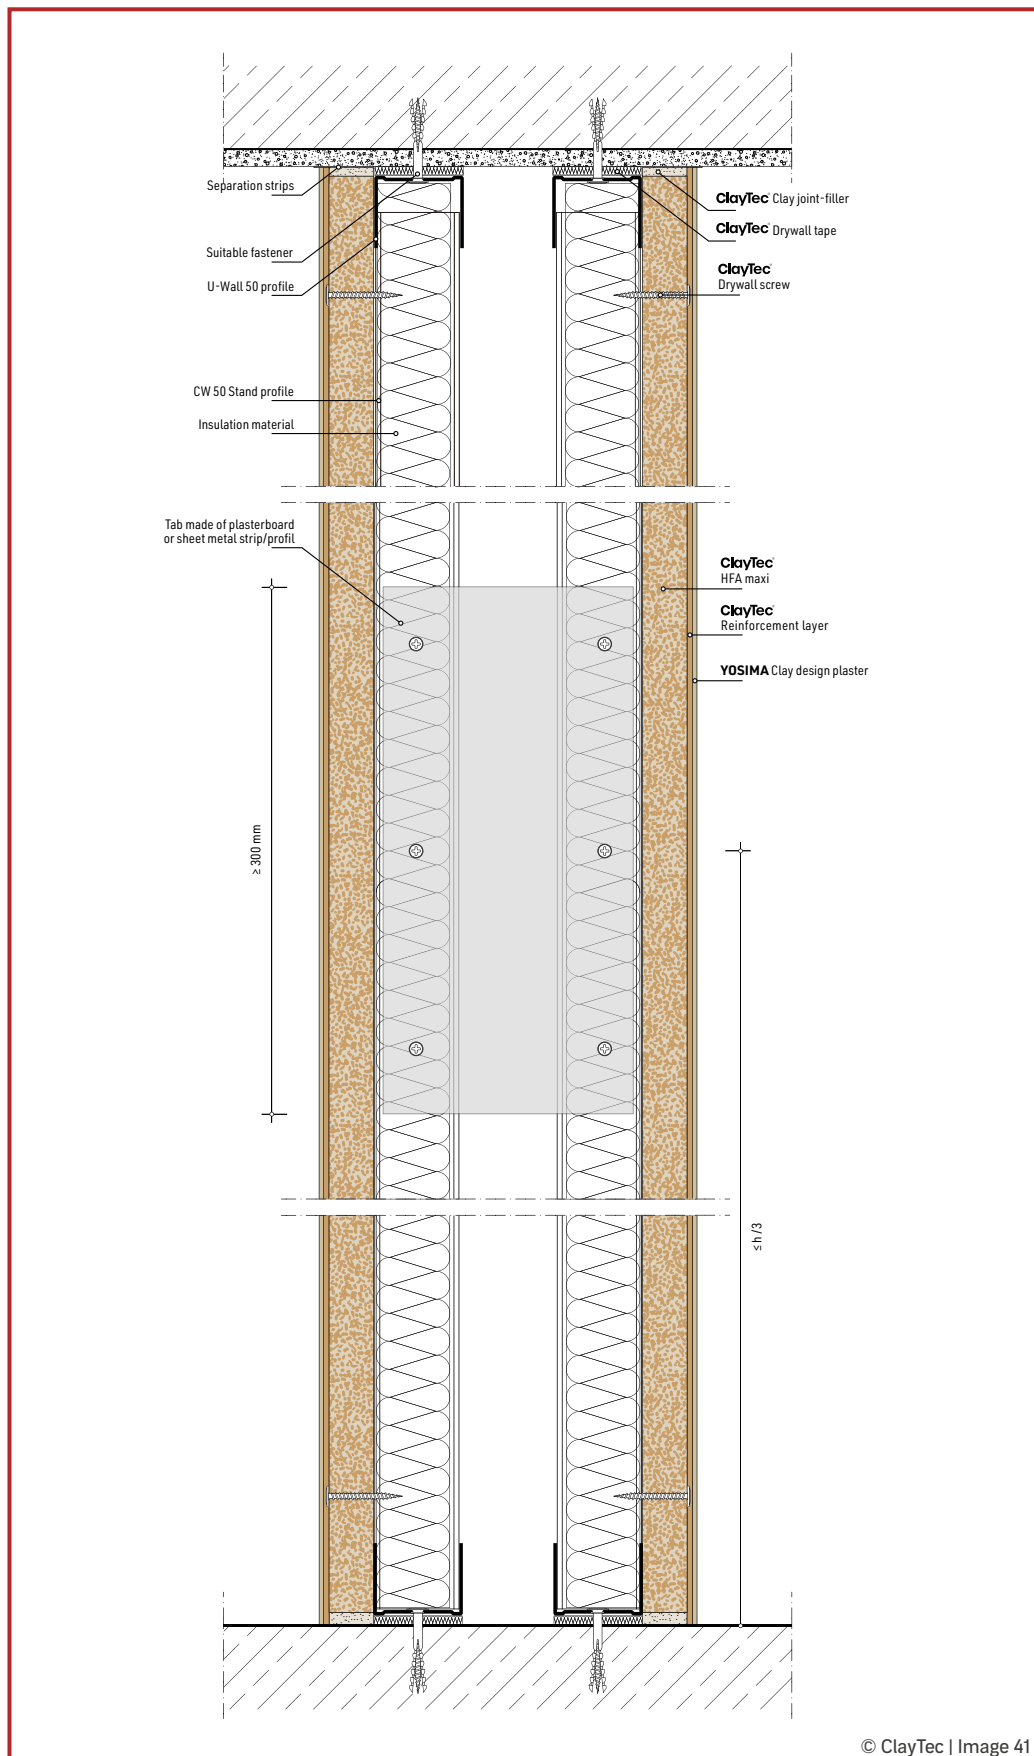 Separation strips
Suitable fastener
U-Wall 50 profile
CW 50 Stand profile
Insulation material
Tab made of plasterboard
or sheet metal strip/profil
≥ 300 mm
ClayTec® Clay joint-filler
ClayTec® Drywall tape
ClayTec®
Drywall screw
ClayTec®
HFA maxi
ClayTec®
Reinforcement layer
YOSIMA Clay design plaster
≤ h /3
© ClayTec | Image 41